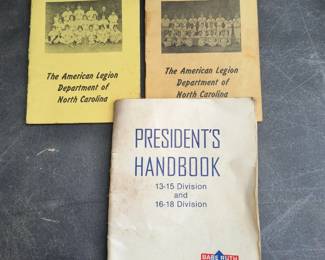 The American Legion
Department of
North Carolina
The American Legion
Department of
North Carolina
PRESIDENT'S
HANDBOOK
13-15 Division
and
16-18 Division
BABE RUTH